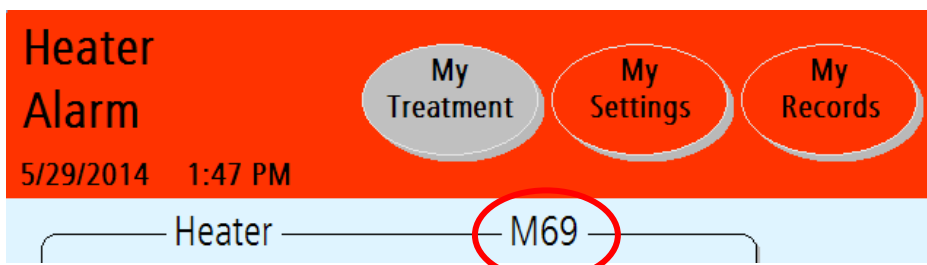 Heater
Alarm
My
Treatment
My
Settings
My
Records
5/29/2014 1:47 PM
Heater
M69